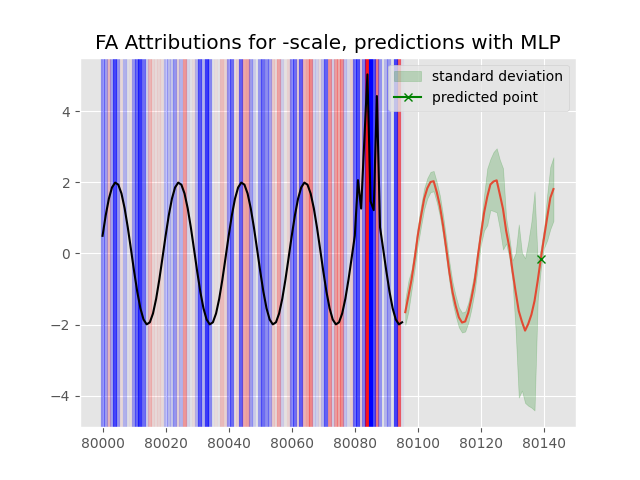 FA Attributions for -scale, predictions with MLP
standard deviation
predicted point
4
2
0
−2
−4
80000 80020 80040 80060 80080 80100 80120 80140